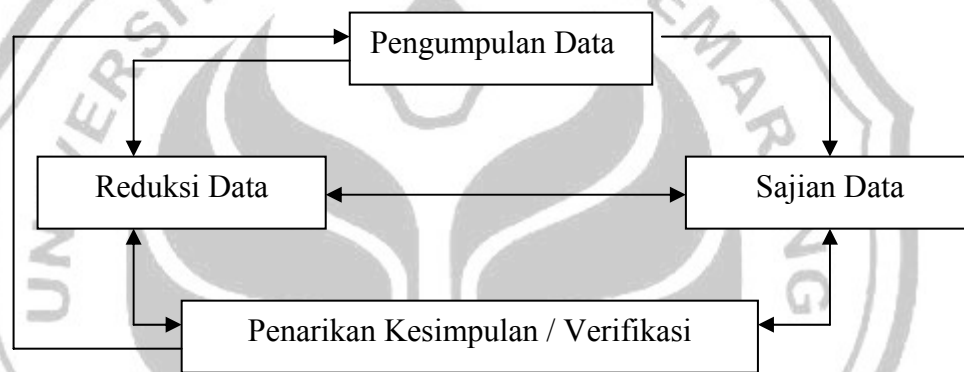 Pengumpulan Data
Reduksi Data
Sajian Data
Penarikan Kesimpulan / Verifikasi